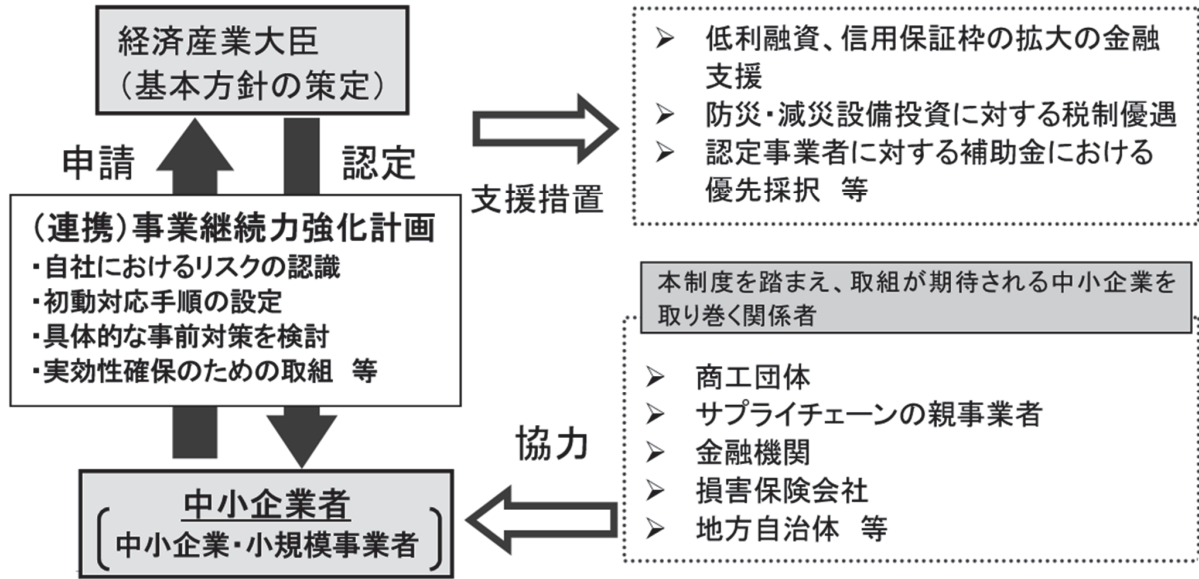 経済産業大臣
（基本方針の策定）
申請
認定
（連携）事業継続力強化計画
・自社におけるリスクの認識
・初動対応手順の設定
・具体的な事前対策を検討
・実効性確保のための取組　等
中小企業者
中小企業・小規模事業者
支援措置
➢ 低利融資、信用保証枠の拡大の金融
支援
➢ 防災・減災設備投資に対する税制優遇
➢ 認定事業者に対する補助金における
優先採択　等
本制度を踏まえ、取組が期待される中小企業を
取り巻く関係者
➢ 商工団体
➢ サプライチェーンの親事業者
➢ 金融機関
➢ 損害保険会社
➢ 地方自治体　等
協力